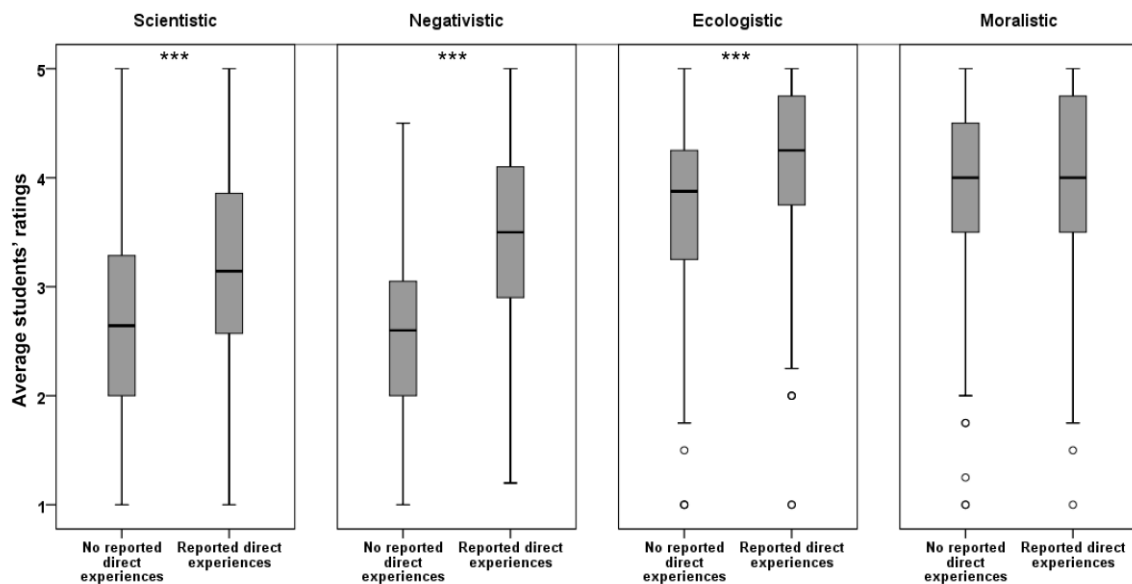 Scientistic
Negativistic
Ecologistic
Moralistic
***
***
***
Average students' ratings
5
4
3
2
1
No reported
direct
experiences
Reported direct
experiences
No reported
direct
experiences
Reported direct
experiences
No reported
direct
experiences
Reported direct
experiences
No reported
direct
experiences
Reported direct
experiences